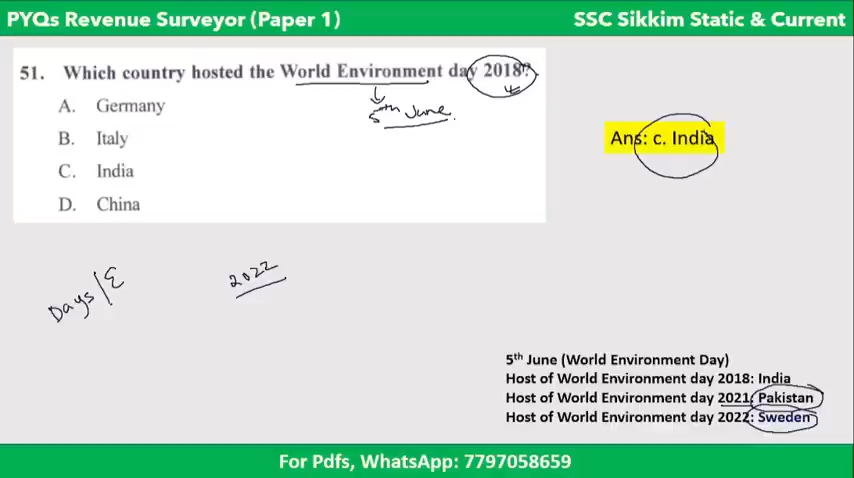 PYQs Revenue Surveyor (Paper 1)
SSC Sikkim Static & Current
51. Which country hosted the World Environment day 2018?
5th June.
A. Germany
B. Italy
C. India
D. China
Ans: c. India
Days/E
2022
5th June (World Environment Day)
Host of World Environment day 2018: India
Host of World Environment day 2021: Pakistan
Host of World Environment day 2022: Sweden
For Pdfs, WhatsApp: 7797058659